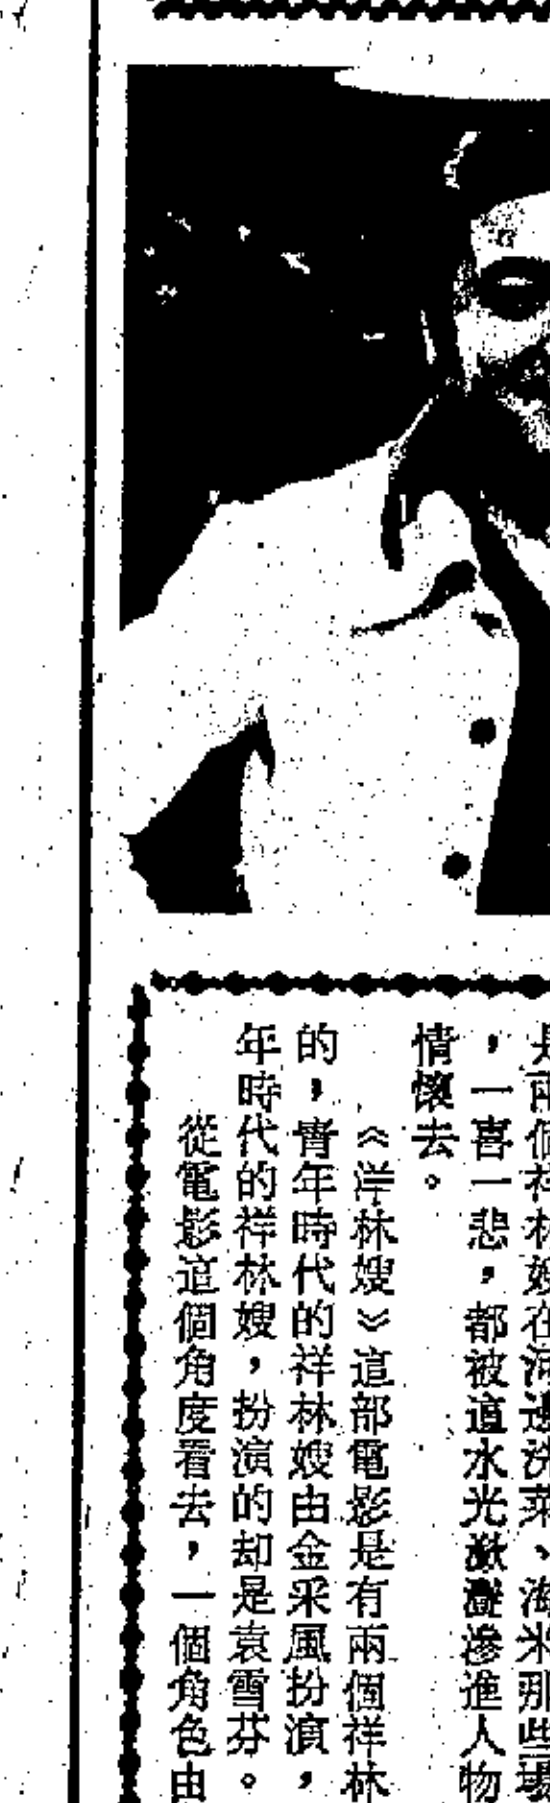 是兩個祥林嫂在河邊洗菜、淘米那些場
，一喜一悲，都被這水光瀲灧滲進人物
情懷去。
《祥林嫂》這部電影是有兩個祥林
的，青年時代的祥林嫂由金采風扮演，
年時代的祥林嫂，扮演的却是袁雪芬。
從電影這個角度看去，一個角色由